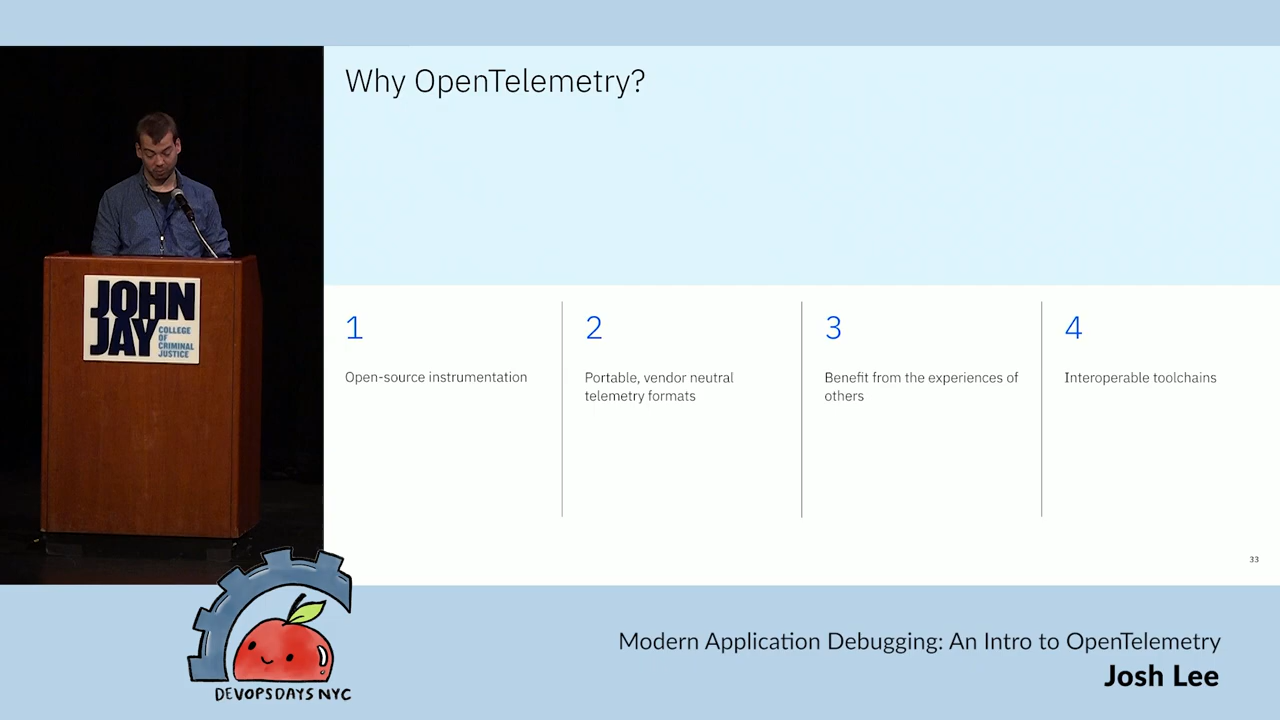 Why OpenTelemetry?
JOHN
JAY
COLLEGE
OF
CRIMINAL
JUSTICE
1
Open-source instrumentation
2
Portable, vendor neutral
telemetry formats
3
Benefit from the experiences of
others
4
Interoperable toolchains
33
DEVOPSDAYS NYC
Modern Application Debugging: An Intro to OpenTelemetry
Josh Lee